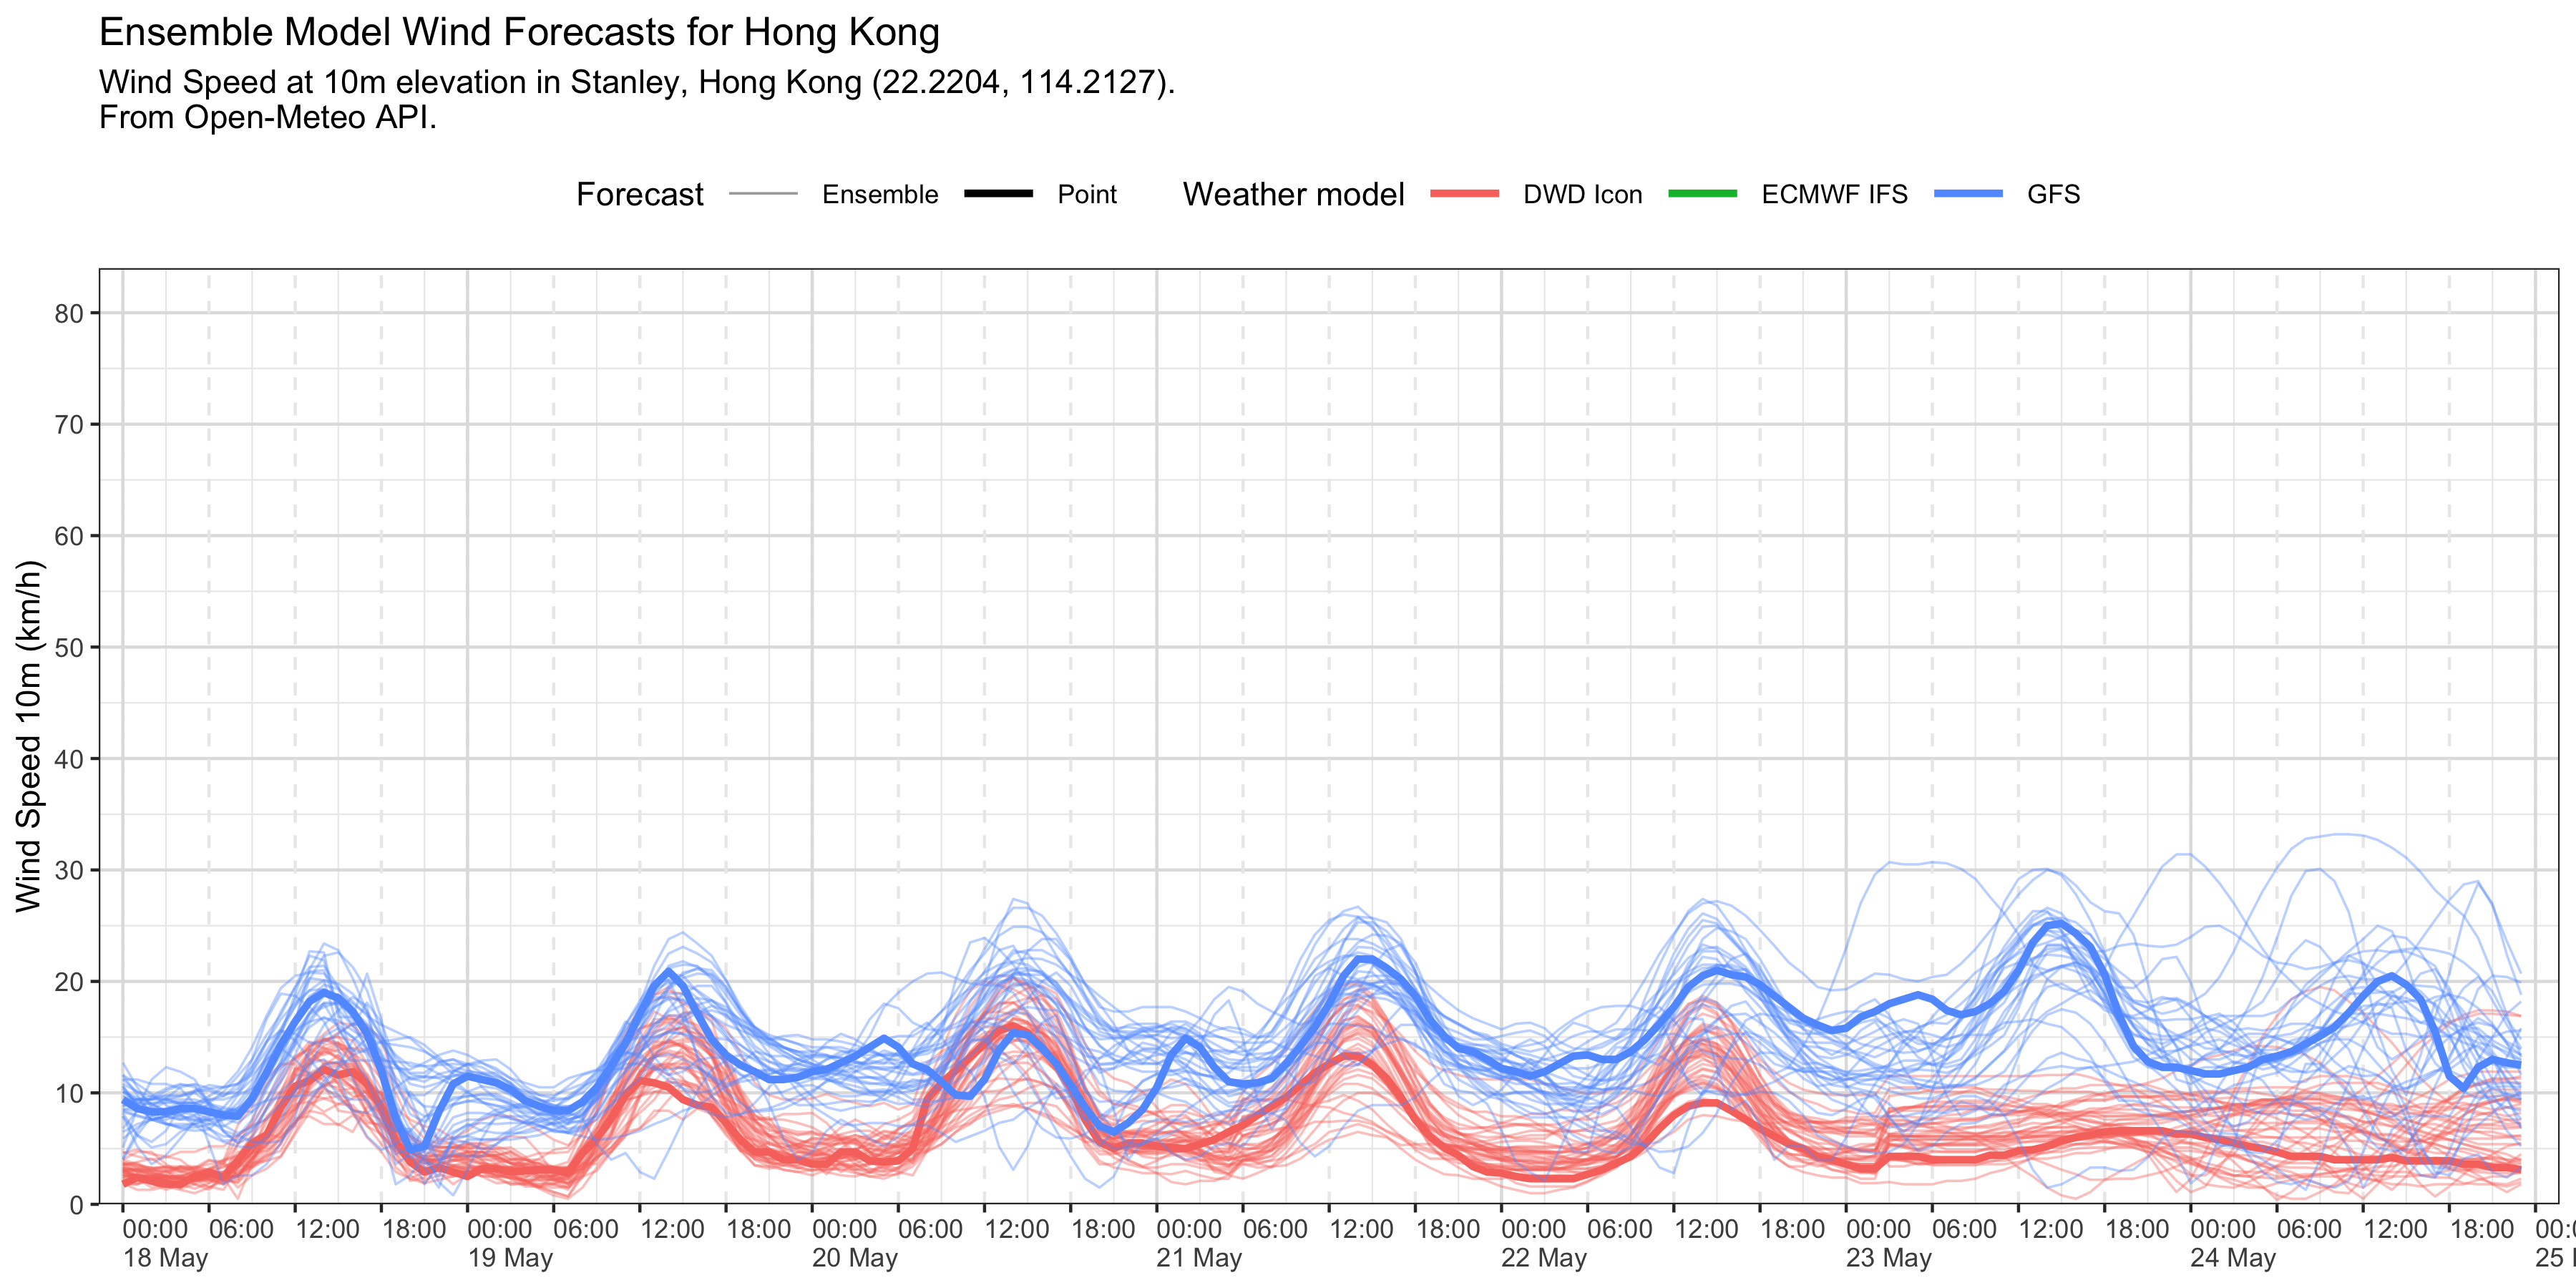 Ensemble Model Wind Forecasts for Hong Kong
Wind Speed at 10m elevation in Stanley, Hong Kong (22.2204, 114.2127).
From Open-Meteo API.
Forecast Ensemble Point Weather model DWD Icon ECMWF IFS GFS
Wind Speed 10m (km/h)
80
70
60
50
40
30
20
10
0
00:00 06:00 12:00 18:00 00:00 06:00 12:00 18:00 00:00 06:00 12:00 18:00 00:00 06:00 12:00 18:00 00:00 06:00 12:00 18:00 00:00 06:00 12:00 18:00 00:00 06:00 12:00 18:00 00:
18 May 19 May 20 May 21 May 22 May 23 May 24 May 25